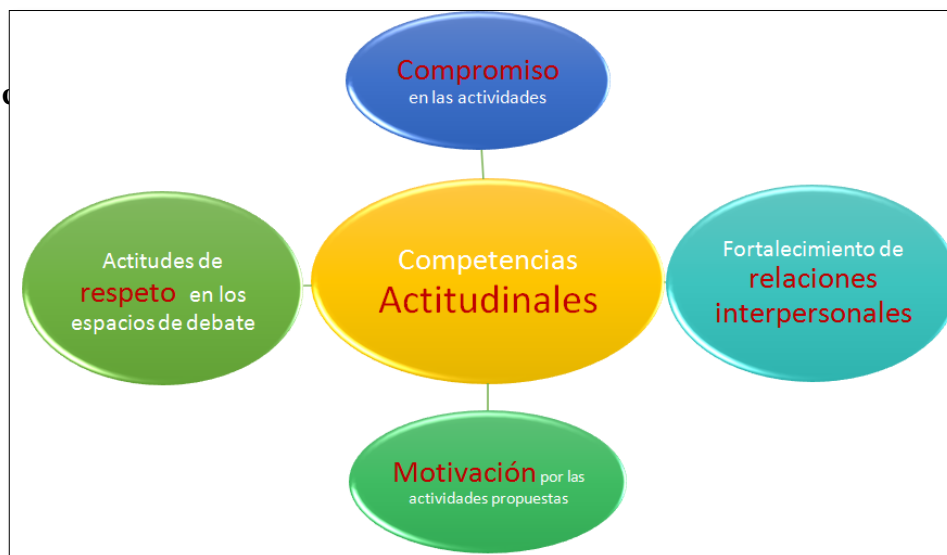 Compromiso
en las actividades
Actitudes de
respeto en los
espacios de debate
Competencias
Actitudinales
Fortalecimiento de
relaciones
interpersonales
Motivación por las
actividades propuestas